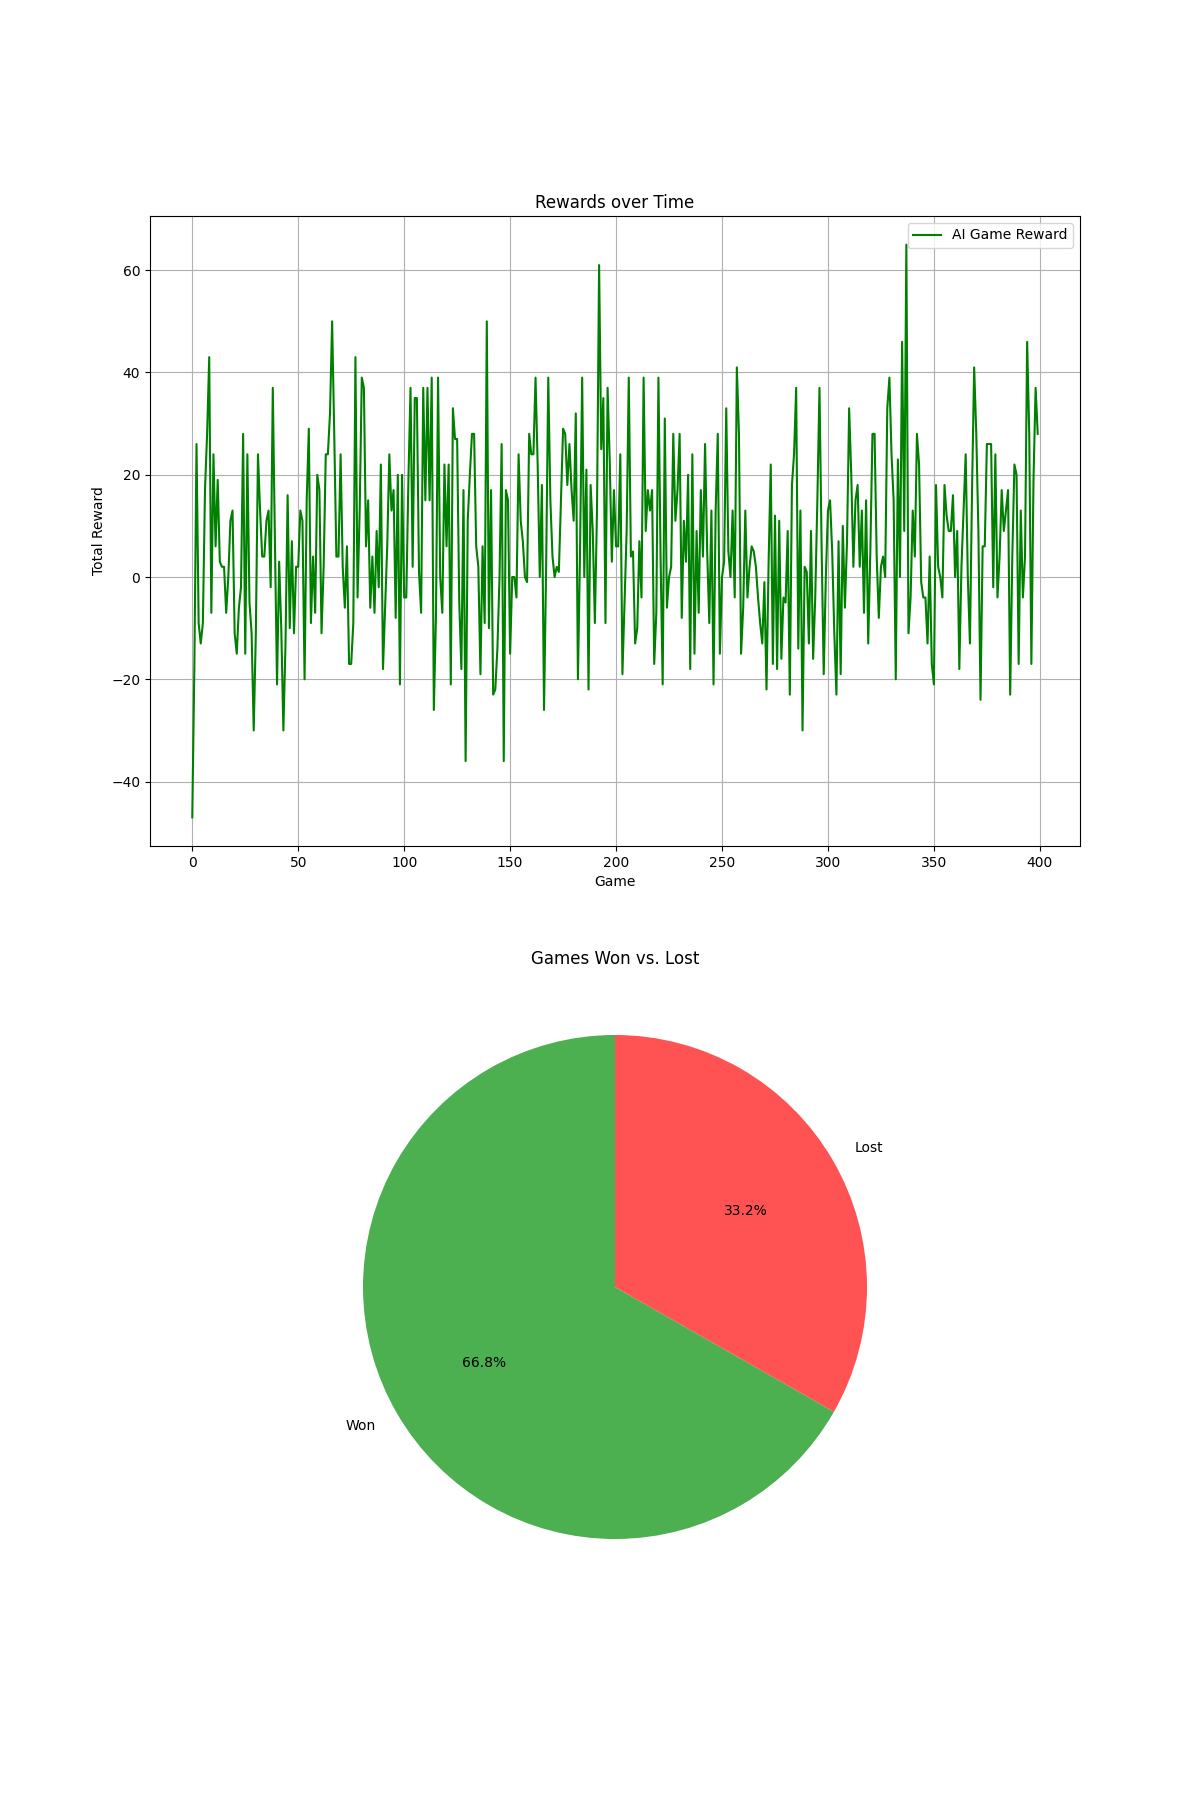 Rewards over Time
AI Game Reward
Total Reward
60
40
20
0
−20
−40
0 50 100 150 200 250 300 350 400
Game
Games Won vs. Lost
Lost
33.2%
66.8%
Won